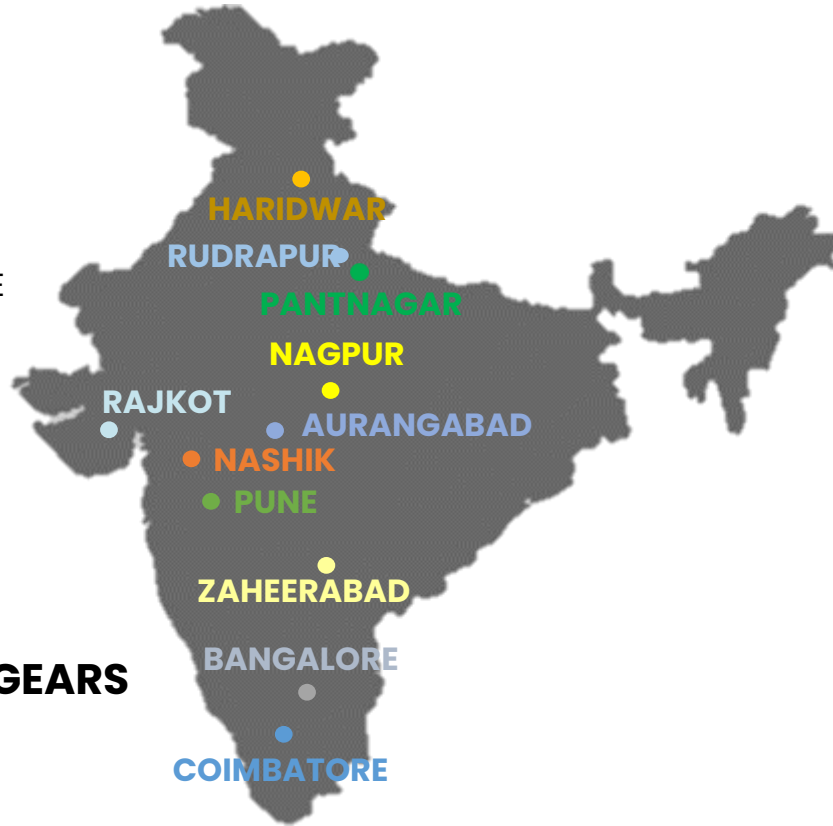 HARIDWAR
RUDRAPUR
E
PANTNAGAR
NAGPUR
RAJKOT
AURANGABAD
NASHIK
PUNE
ZAHEERABAD
BANGALORE
GEARS
COIMBATORE